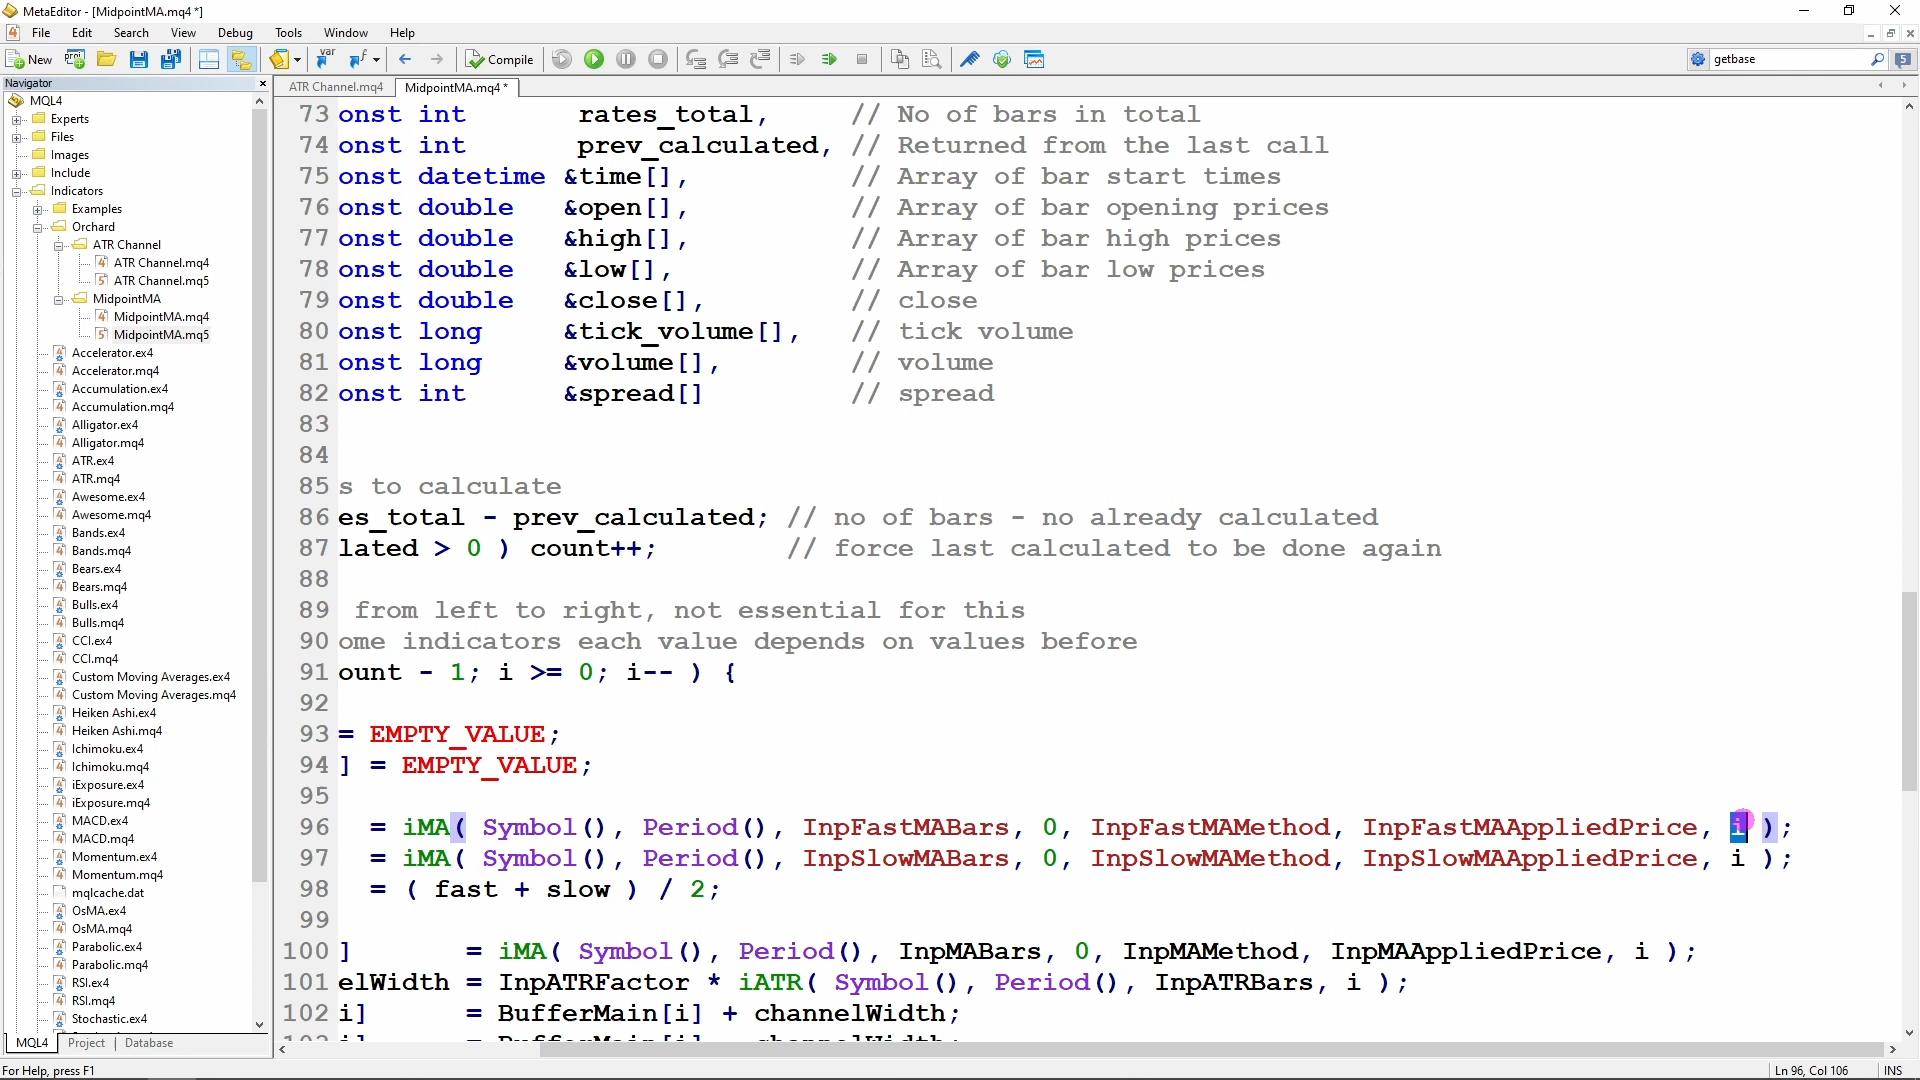 MetaEditor - [MidpointMA.mq4 *]
File Edit Search View Debug Tools Window Help
New Compile getbase
Navigator
ATR Channel.mq4 MidpointMA.mq4 *
MQL4
Experts
Files
Images
Include
Indicators
Examples
Orchard
ATR Channel
ATR Channel.mq4
ATR Channel.mq5
MidpointMA
MidpointMA.mq4
MidpointMA.mq5
Accelerator.ex4
Accelerator.mq4
Accumulation.ex4
Accumulation.mq4
Alligator.ex4
Alligator.mq4
ATR.ex4
ATR.mq4
Awesome.ex4
Awesome.mq4
Bands.ex4
Bands.mq4
Bears.ex4
Bears.mq4
Bulls.ex4
Bulls.mq4
CCI.ex4
CCI.mq4
Custom Moving Averages.ex4
Custom Moving Averages.mq4
Heiken Ashi.ex4
Heiken Ashi.mq4
Ichimoku.ex4
Ichimoku.mq4
iExposure.ex4
iExposure.mq4
MACD.ex4
MACD.mq4
Momentum.ex4
Momentum.mq4
mqlcache.dat
OsMA.ex4
OsMA.mq4
Parabolic.ex4
Parabolic.mq4
RSI.ex4
RSI.mq4
Stochastic.ex4
MQL4 Project Database
73 onst int rates_total, // No of bars in total
74 onst int prev_calculated, // Returned from the last call
75 onst datetime &time[], // Array of bar start times
76 onst double &open[], // Array of bar opening prices
77 onst double &high[], // Array of bar high prices
78 onst double &low[], // Array of bar low prices
79 onst double &close[], // close
80 onst long &tick_volume[], // tick volume
81 onst long &volume[], // volume
82 onst int &spread[] // spread
83
84
85 s to calculate
86 es_total - prev_calculated; // no of bars - no already calculated
87 lated > 0 ) count++; // force last calculated to be done again
88
89 from left to right, not essential for this
90 ome indicators each value depends on values before
91 ount - 1; i >= 0; i-- ) {
92
93 = EMPTY_VALUE;
94 ] = EMPTY_VALUE;
95
96 = iMA( Symbol(), Period(), InpFastMABars, 0, InpFastMAMethod, InpFastMAAppliedPrice, i );
97 = iMA( Symbol(), Period(), InpSlowMABars, 0, InpSlowMAMethod, InpSlowMAAppliedPrice, i );
98 = ( fast + slow ) / 2;
99
100 ] = iMA( Symbol(), Period(), InpMABars, 0, InpMAMethod, InpMAAppliedPrice, i );
101 elWidth = InpATRFactor * iATR( Symbol(), Period(), InpATRBars, i );
102 i] = BufferMain[i] + channelWidth;
For Help, press F1 Ln 96, Col 106 INS